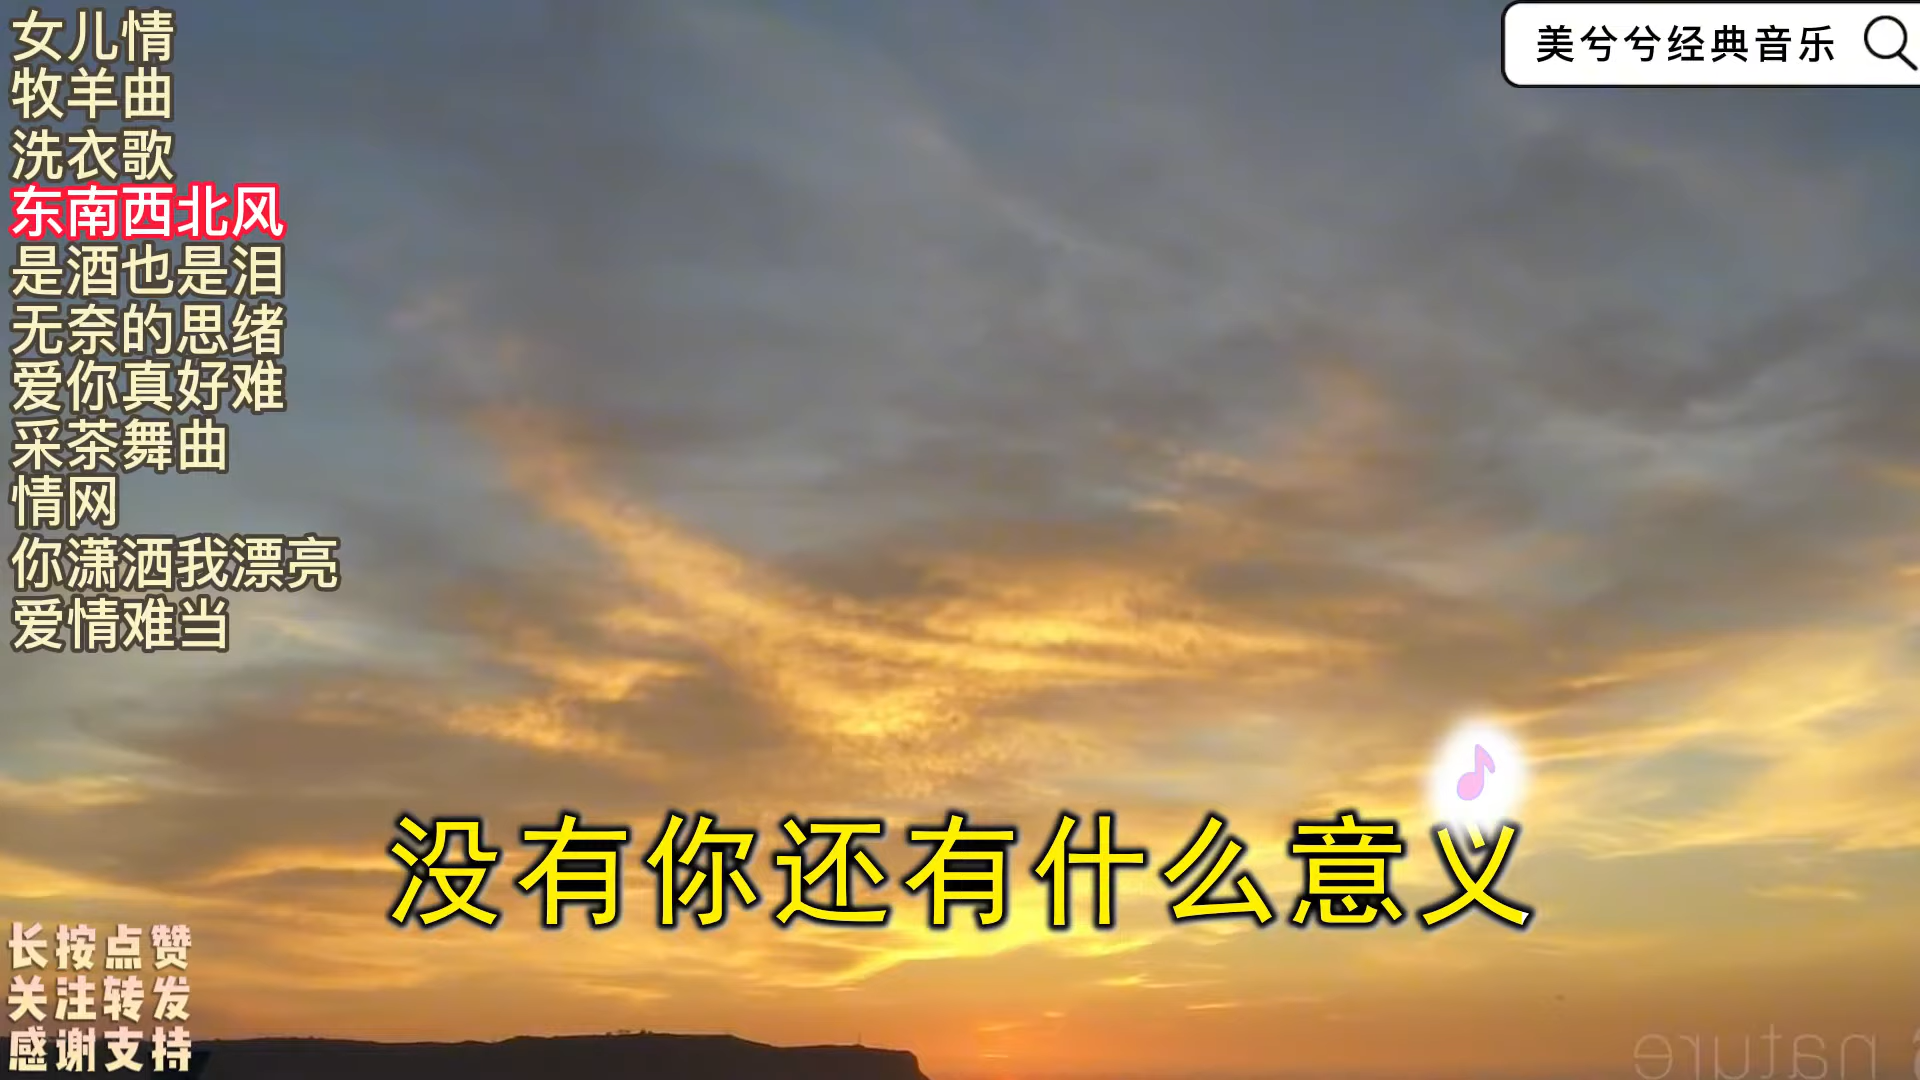 女儿情
牧羊曲
洗衣歌
东南西北风
是酒也是泪
无奈的思绪
爱你真好难
采茶舞曲
情网
你潇洒我漂亮
爱情难当
美兮兮经典音乐
没有你还有什么意义
长按点赞
关注转发
感谢支持
nature